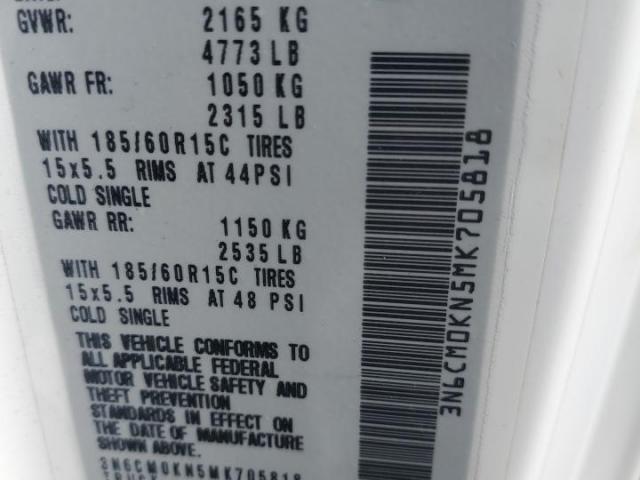 GVWR: 2165 KG
4773 LB
GAWR FR: 1050 KG
2315 LB
WITH 185/60R15C TIRES
15x5.5 RIMS AT 44PSI
COLD SINGLE
GAWR RR: 1150 KG
2535 LB
WITH 185/60R15C TIRES
15x5.5 RIMS AT 48 PSI
COLD SINGLE
THIS VEHICLE CONFORMS TO
ALL APPLICABLE FEDERAL
MOTOR VEHICLE SAFETY AND
THEFT PREVENTION
STANDARDS IN EFFECT ON
THE DATE OF MANUFACTURE
SHOWN ABOVE.
3N6CM0KN5MK705818
3N6CM0KN5MK705818